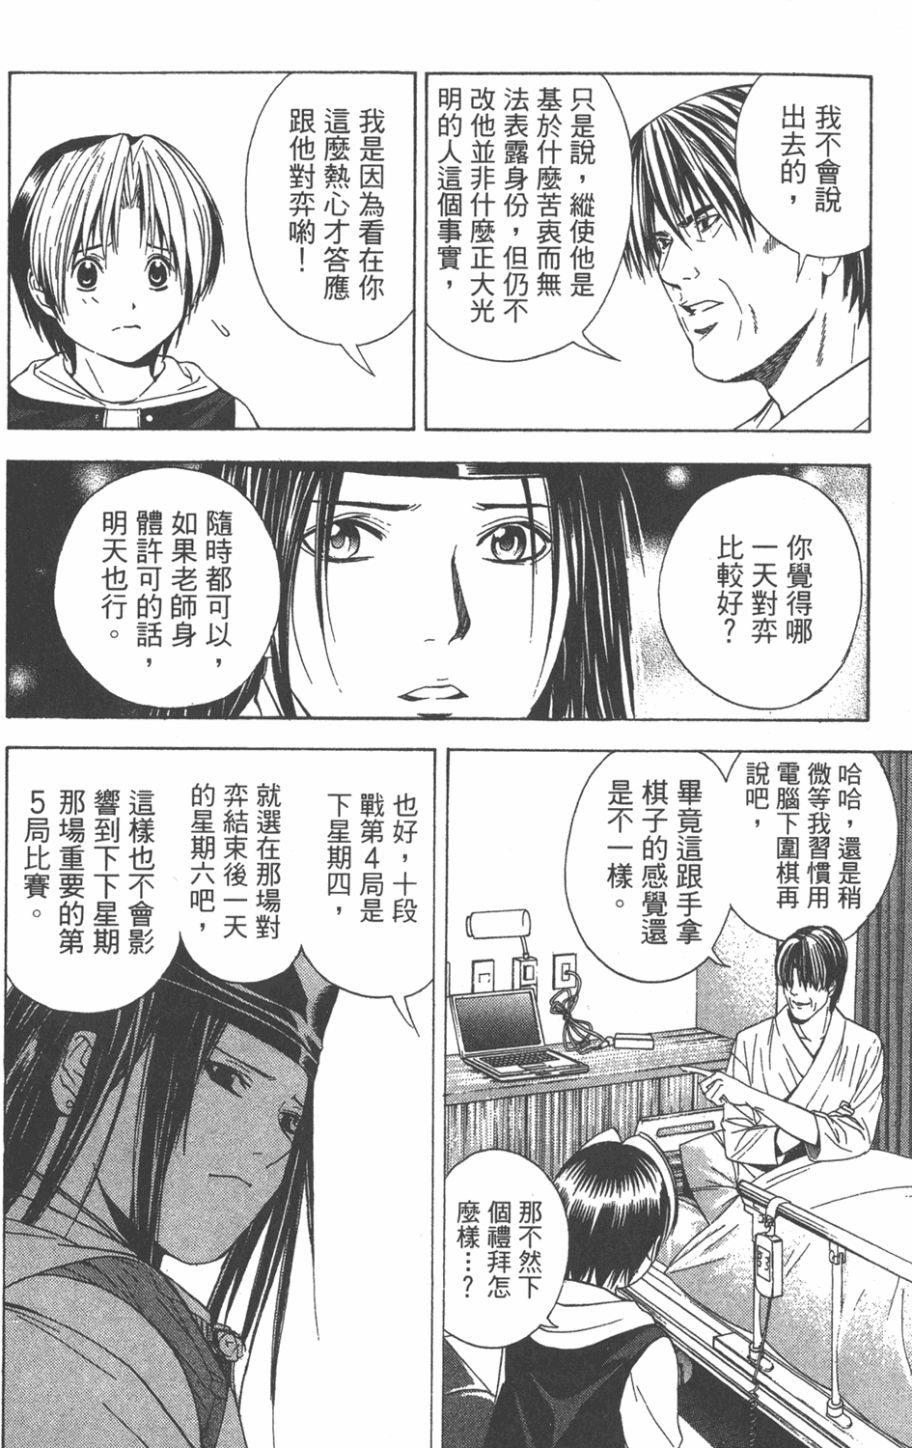 我不會說
出去的，
只是說，縱使他是
基於什麼苦衷而無
法表露身份，但仍不
改他並非什麼正大光
明的人這個事實，
我是因為看在你
這麼熱心才答應
跟他對弈喲！
你覺得哪
一天對弈
比較好？
隨時都可以，
如果老師身
體許可的話，
明天也行。
哈哈，還是稍
微等我習慣用
電腦下圍棋再
說吧，
畢竟這跟手拿
棋子的感覺還
是不一樣。
那不然下
個禮拜怎
麼樣…？
也好，十段
戰第4局是
下星期四，
就選在那場對
弈結束後一天
的星期六吧，
這樣也不會影
響到下下星期
那場重要的第
5局比賽。